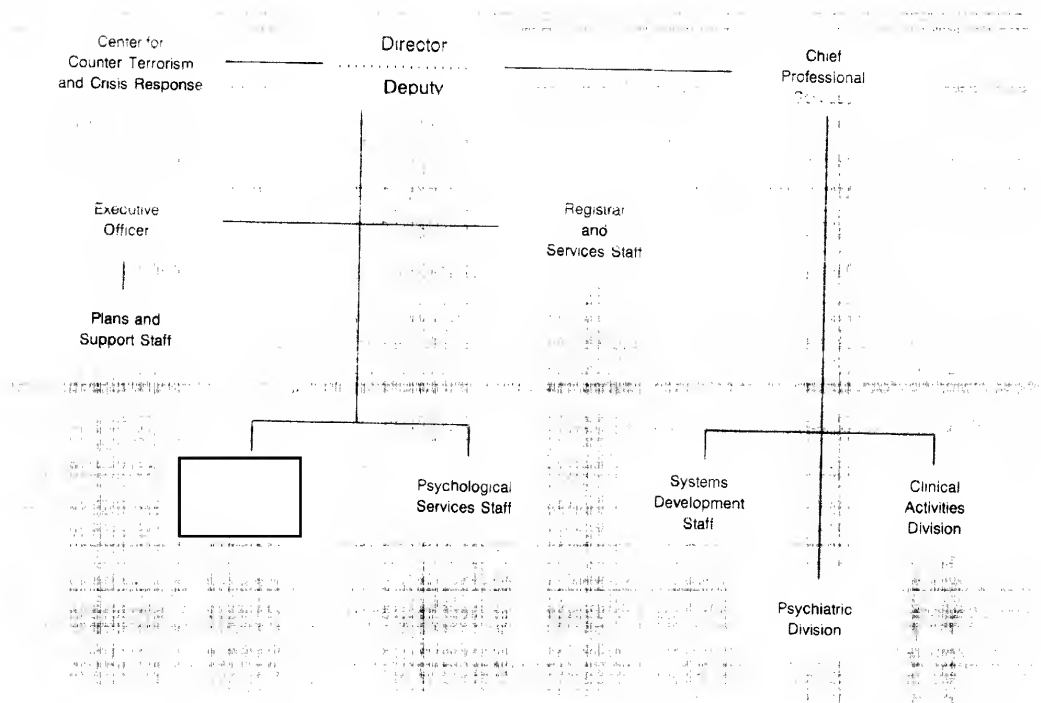 Center for
Counter Terrorism
and Crisis Response
Director
Deputy
Chief
Professional
Executive
Officer
Registrar
and
Services Staff
Plans and
Support Staff
Psychological
Services Staff
Systems
Development
Staff
Clinical
Activities
Division
Psychiatric
Division